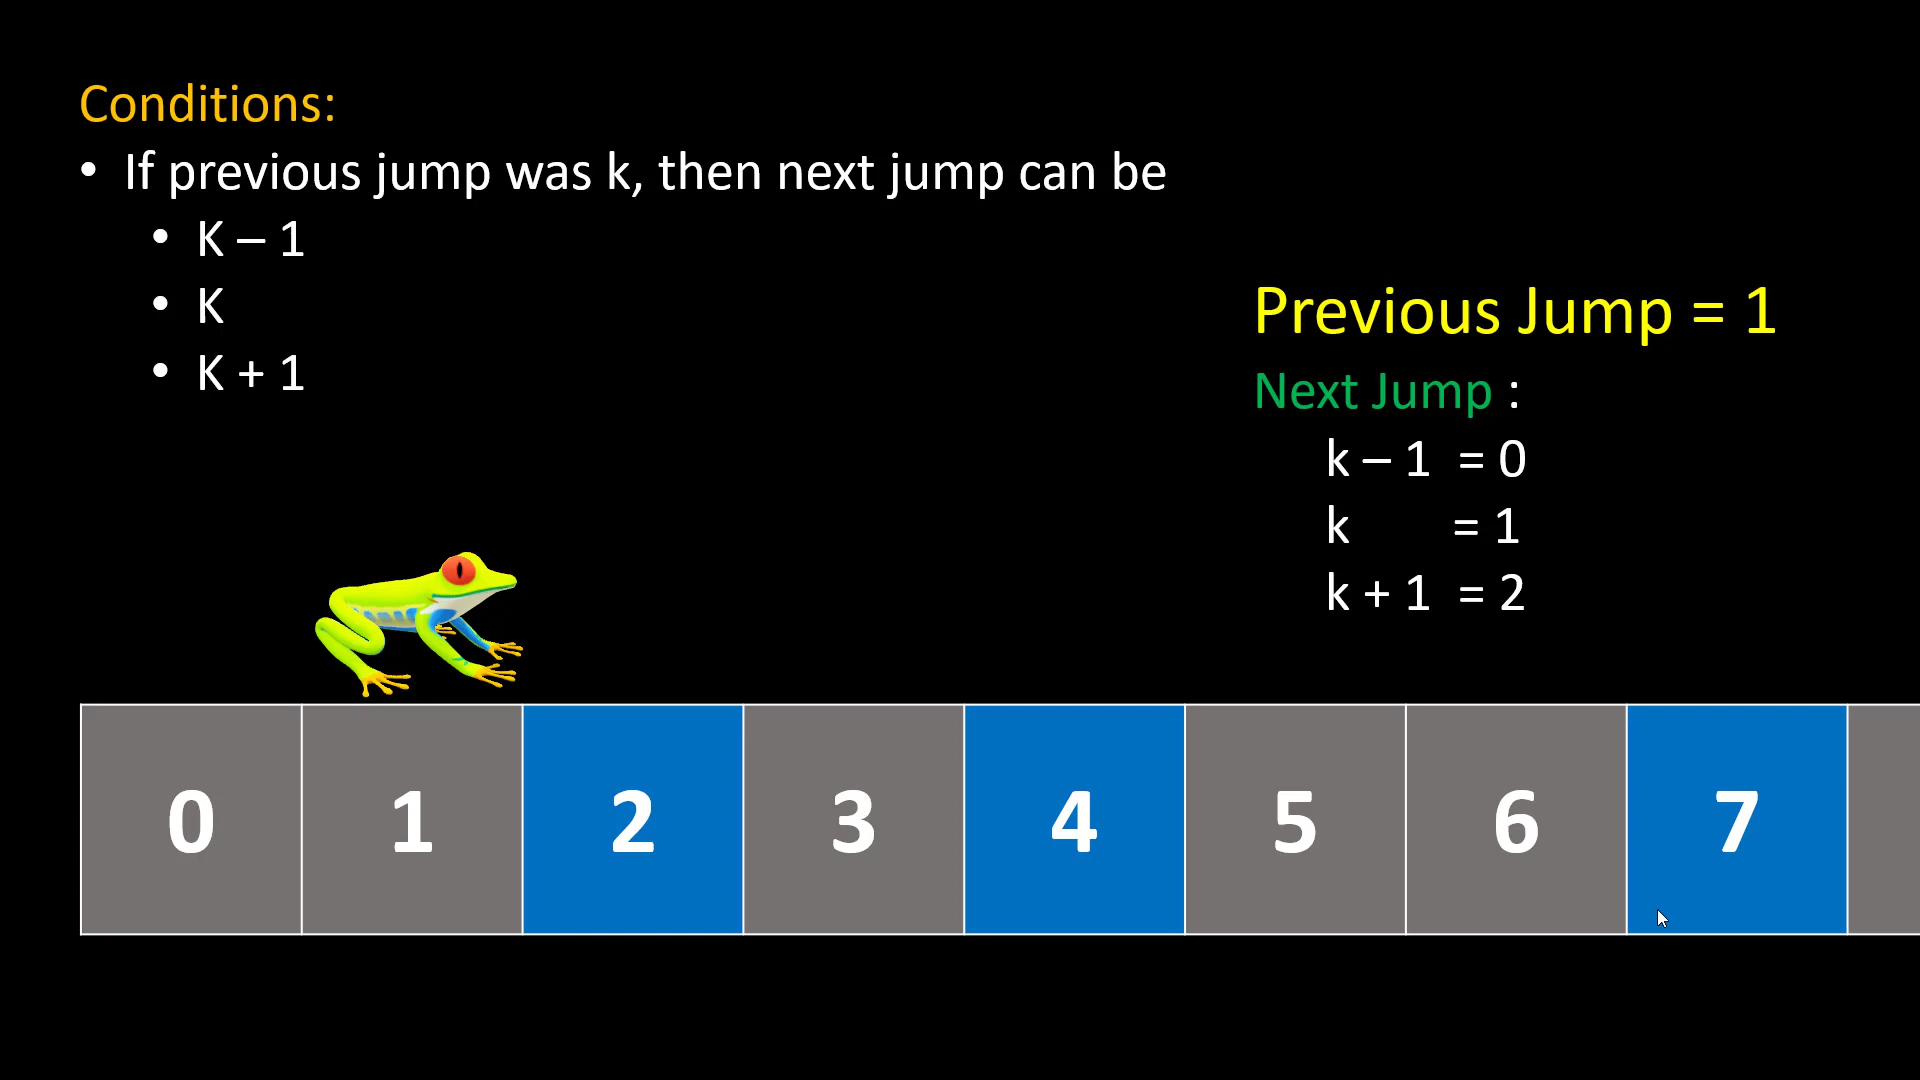 Conditions:
• If previous jump was k, then next jump can be
• K – 1
• K
• K + 1
Previous Jump = 1
Next Jump :
k – 1 = 0
k = 1
k + 1 = 2
0 1 2 3 4 5 6 7